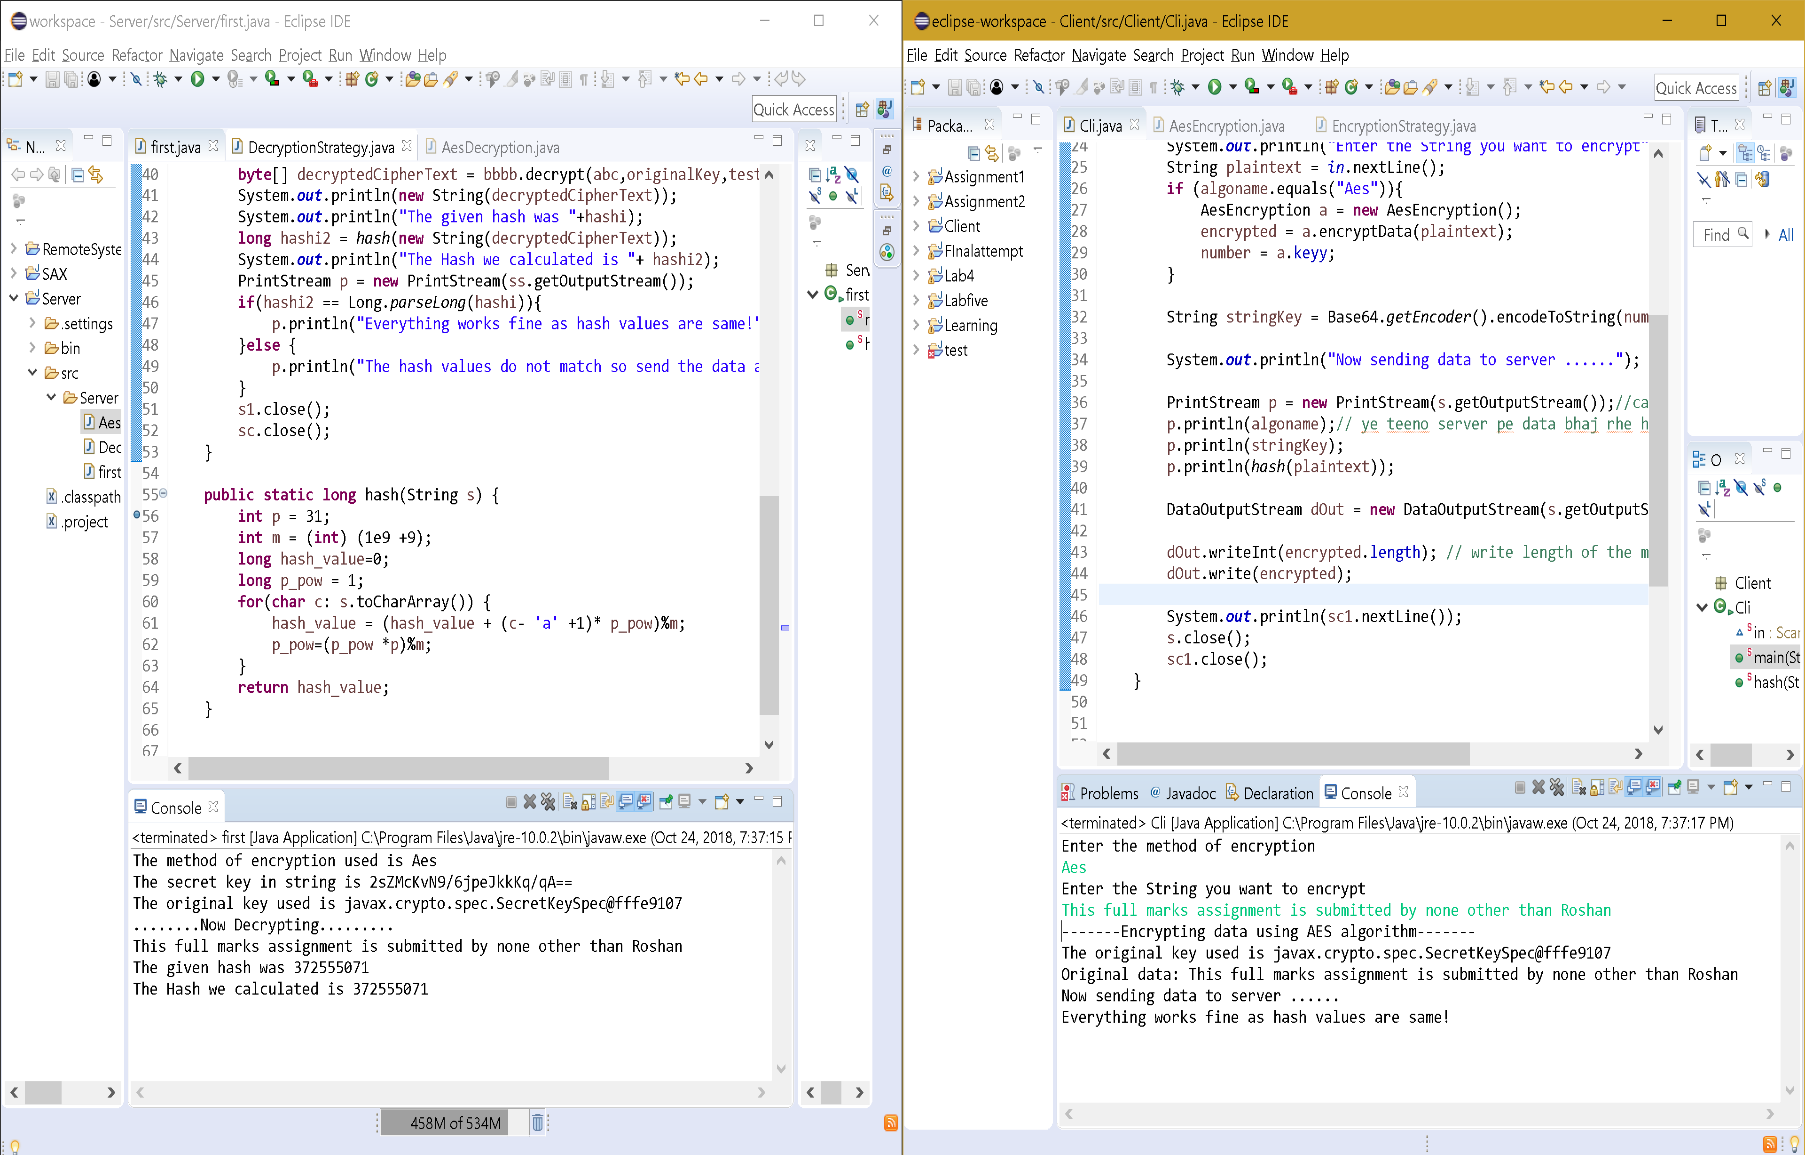 workspace - Server/src/Server/first.java - Eclipse IDE
File Edit Source Refactor Navigate Search Project Run Window Help
Quick Access
N...
RemoteSyste
SAX
Server
.settings
bin
src
Server
Aes
Dec
first
.classpath
.project
first.java
DecryptionStrategy.java
AesDecryption.java
40 byte[] decryptedCipherText = bbbb.decrypt(abc,originalKey,test
41 System.out.println(new String(decryptedCipherText));
42 System.out.println("The given hash was "+hashi);
43 long hashi2 = hash(new String(decryptedCipherText));
44 System.out.println("The Hash we calculated is "+ hashi2);
45 PrintStream p = new PrintStream(ss.getOutputStream());
46 if(hashi2 == Long.parseLong(hashi)){
47 p.println("Everything works fine as hash values are same!"
48 }else {
49 p.println("The hash values do not match so send the data a
50 }
51 s1.close();
52 sc.close();
53 }
54
55 public static long hash(String s) {
56 int p = 31;
57 int m = (int) (1e9 +9);
58 long hash_value=0;
59 long p_pow = 1;
60 for(char c: s.toCharArray()) {
61 hash_value = (hash_value + (c- 'a' +1)* p_pow)%m;
62 p_pow=(p_pow *p)%m;
63 }
64 return hash_value;
65 }
66
67
Serv
first
Console
<terminated> first [Java Application] C:\Program Files\Java\jre-10.0.2\bin\javaw.exe (Oct 24, 2018, 7:37:15 P
The method of encryption used is Aes
The secret key in string is 2sZMcKvN9/6jpeJkkKq/qA==
The original key used is javax.crypto.spec.SecretKeySpec@fffe9107
........Now Decrypting.........
This full marks assignment is submitted by none other than Roshan
The given hash was 372555071
The Hash we calculated is 372555071
458M of 534M
eclipse-workspace - Client/src/Client/Cli.java - Eclipse IDE
File Edit Source Refactor Navigate Search Project Run Window Help
Quick Access
Packa...
Assignment1
Assignment2
Client
FInalattempt
Lab4
Labfive
Learning
test
Cli.java
AesEncryption.java
EncryptionStrategy.java
24 System.out.println("Enter the String you want to encrypt"
25 String plaintext = in.nextLine();
26 if (algoname.equals("Aes")){
27 AesEncryption a = new AesEncryption();
28 encrypted = a.encryptData(plaintext);
29 number = a.keyy;
30 }
31
32 String stringKey = Base64.getEncoder().encodeToString(num
33
34 System.out.println("Now sending data to server ......");
35
36 PrintStream p = new PrintStream(s.getOutputStream());//ca
37 p.println(algoname);// ye teeno server pe data bhaj rhe h
38 p.println(stringKey);
39 p.println(hash(plaintext));
40
41 DataOutputStream dOut = new DataOutputStream(s.getOutputS
42
43 dOut.writeInt(encrypted.length); // write length of the m
44 dOut.write(encrypted);
45
46 System.out.println(sc1.nextLine());
47 s.close();
48 sc1.close();
49 }
50
51
T...
Find
All
O
Client
Cli
in : Scar
main(St
hash(St
Problems
Javadoc
Declaration
Console
<terminated> Cli [Java Application] C:\Program Files\Java\jre-10.0.2\bin\javaw.exe (Oct 24, 2018, 7:37:17 PM)
Enter the method of encryption
Aes
Enter the String you want to encrypt
This full marks assignment is submitted by none other than Roshan
-------Encrypting data using AES algorithm-------
The original key used is javax.crypto.spec.SecretKeySpec@fffe9107
Original data: This full marks assignment is submitted by none other than Roshan
Now sending data to server ......
Everything works fine as hash values are same!